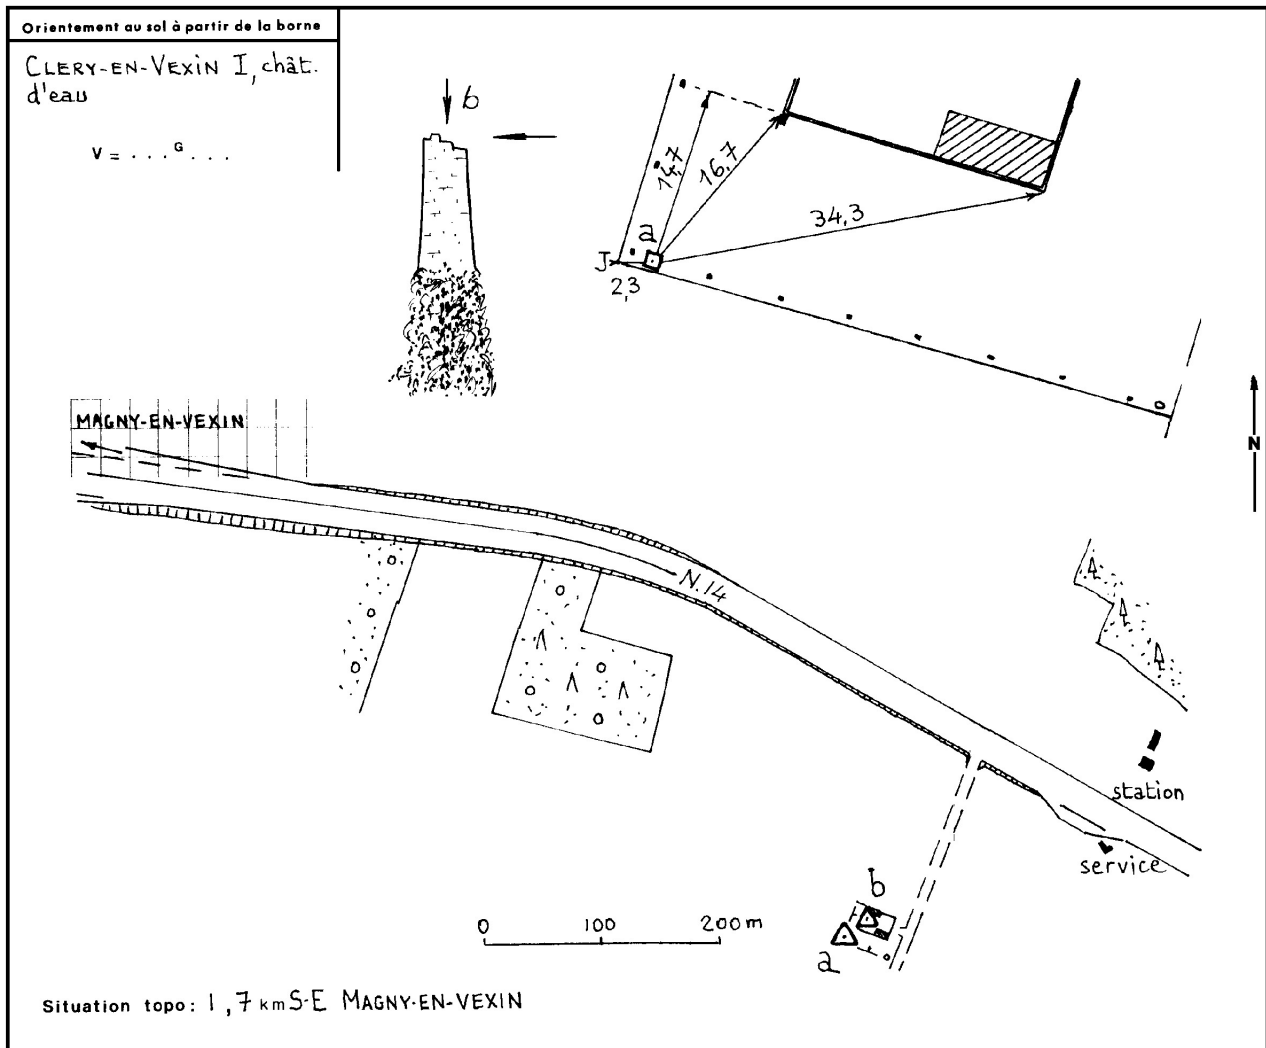 Orientement au sol à partir de la borne
CLERY-EN-VEXIN I, chât.
d'eau
V = . . . G . . .
b
14,7
16,7
34,3
a
J
2,3
MAGNY-EN-VEXIN
N
N.14
station
service
b
a
0 100 200 m
Situation topo: 1,7 km S-E MAGNY-EN-VEXIN